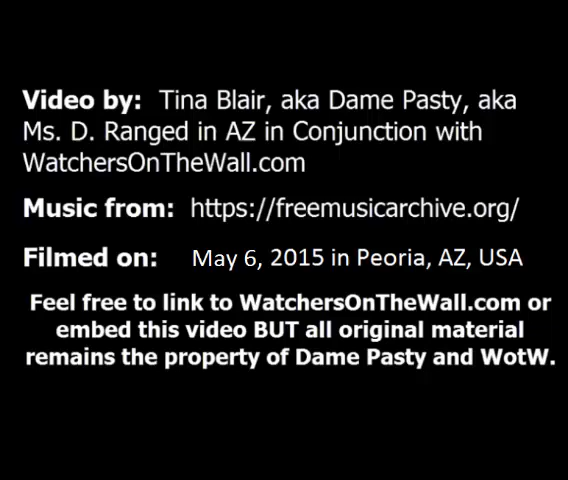 Video by: Tina Blair, aka Dame Pasty, aka
Ms. D. Ranged in AZ in Conjunction with
WatchersOnTheWall.com
Music from: https://freemusicarchive.org/
Filmed on: May 6, 2015 in Peoria, AZ, USA
Feel free to link to WatchersOnTheWall.com or
embed this video BUT all original material
remains the property of Dame Pasty and WotW.